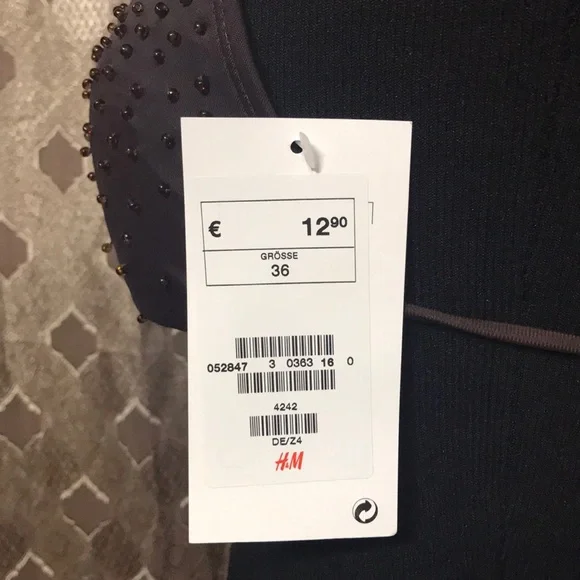 € 12⁹⁰
GRÖSSE
36
052847 3 0363 16 0
4242
DE/Z4
H&M